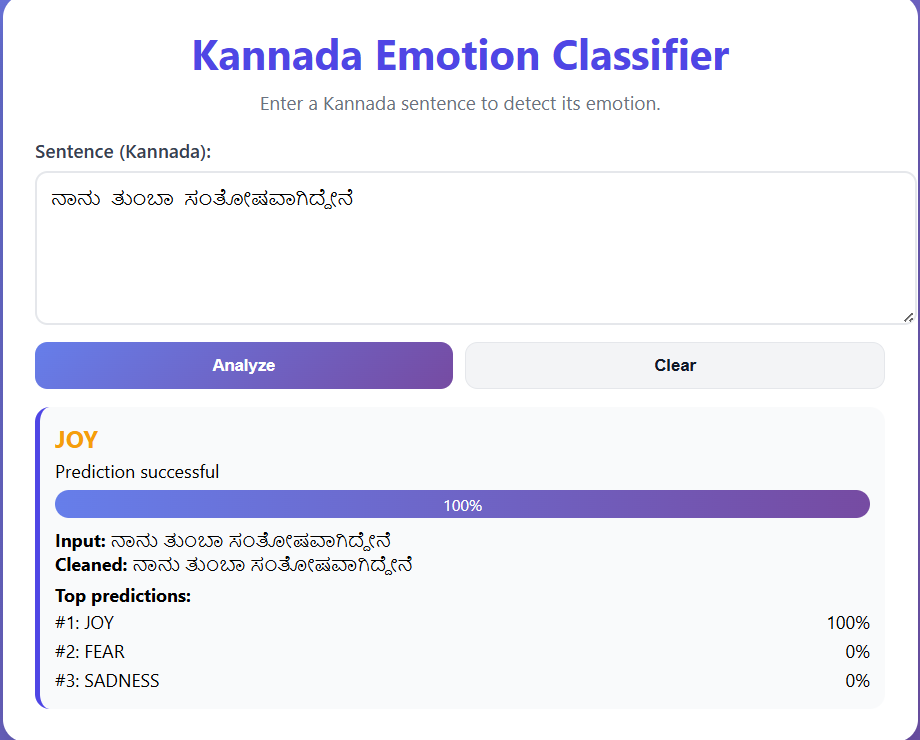 Kannada Emotion Classifier
Enter a Kannada sentence to detect its emotion.
Sentence (Kannada):
ನಾನು ತುಂಬಾ ಸಂತೋಷವಾಗಿದ್ದೇನೆ
Analyze Clear
JOY
Prediction successful
100%
Input: ನಾನು ತುಂಬಾ ಸಂತೋಷವಾಗಿದ್ದೇನೆ
Cleaned: ನಾನು ತುಂಬಾ ಸಂತೋಷವಾಗಿದ್ದೇನೆ
Top predictions:
#1: JOY 100%
#2: FEAR 0%
#3: SADNESS 0%